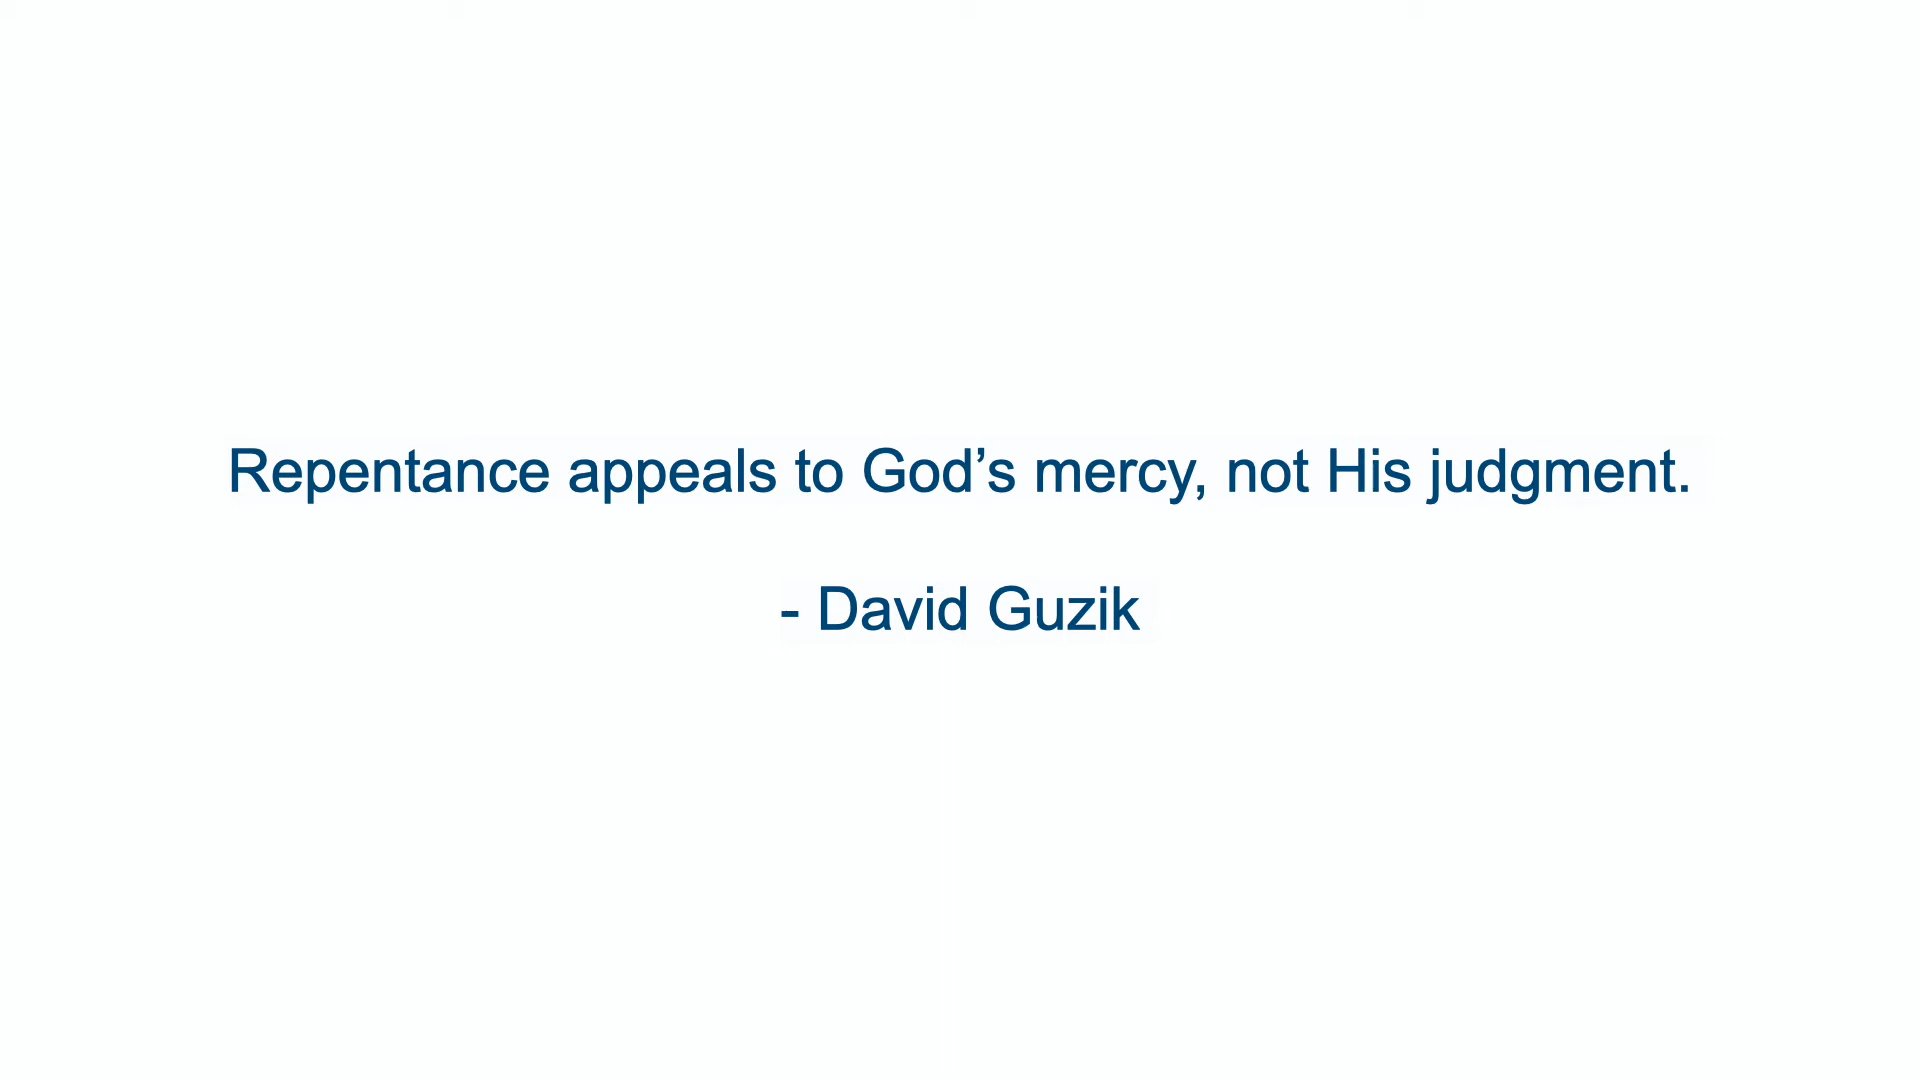 Repentance appeals to God’s mercy, not His judgment.
- David Guzik